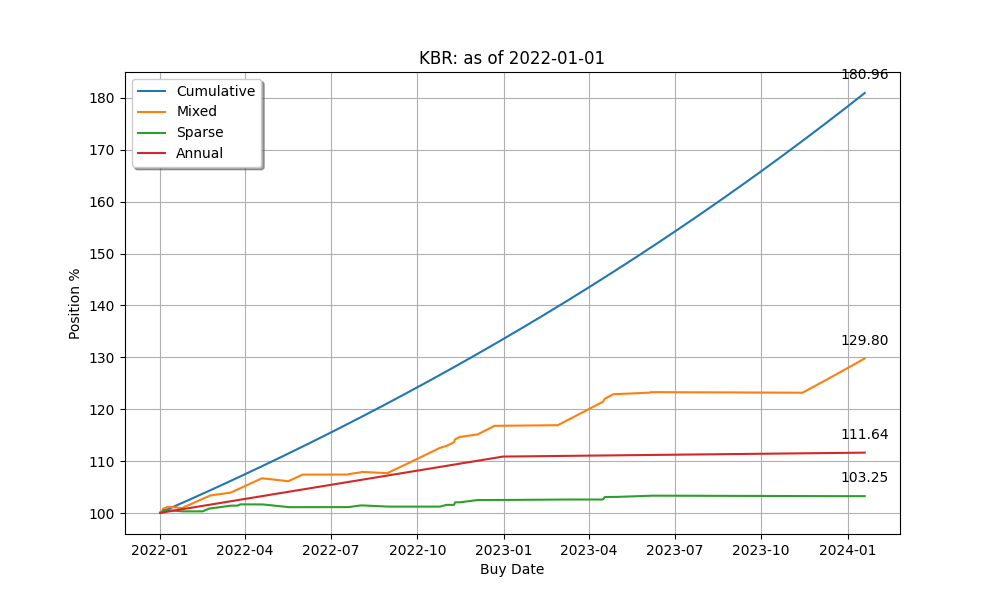 KBR: as of 2022-01-01
Cumulative
Mixed
Sparse
Annual
180.96
129.80
111.64
103.25
Position %
180
170
160
150
140
130
120
110
100
2022-01 2022-04 2022-07 2022-10 2023-01 2023-04 2023-07 2023-10 2024-01
Buy Date